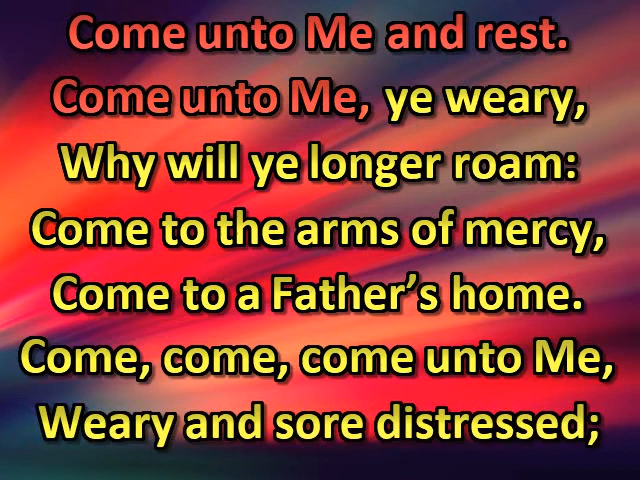 Come unto Me and rest.
Come unto Me, ye weary,
Why will ye longer roam:
Come to the arms of mercy,
Come to a Father’s home.
Come, come, come unto Me,
Weary and sore distressed;